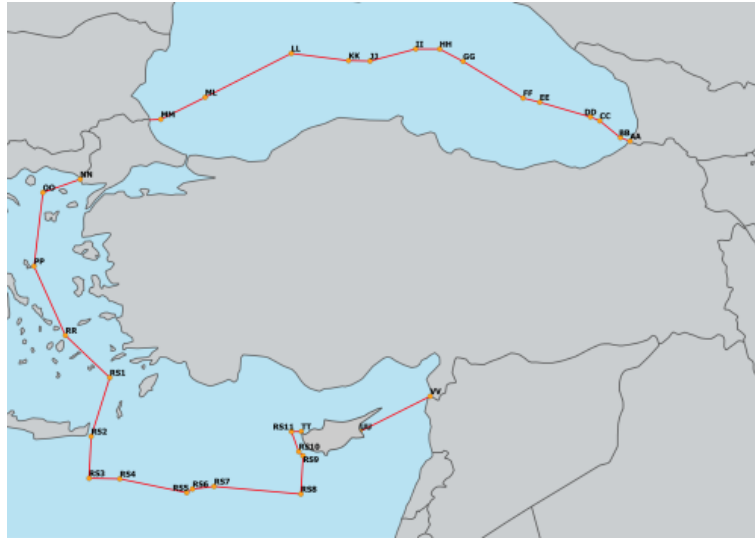 LL
KK
JJ
II
HH
GG
ML
FF
EE
MM
DD
CC
BB
AA
NN
OO
PP
RR
RS1
VV
RS2
RS11
TT
UU
RS10
RS9
RS3
RS4
RS5
RS6
RS7
RS8